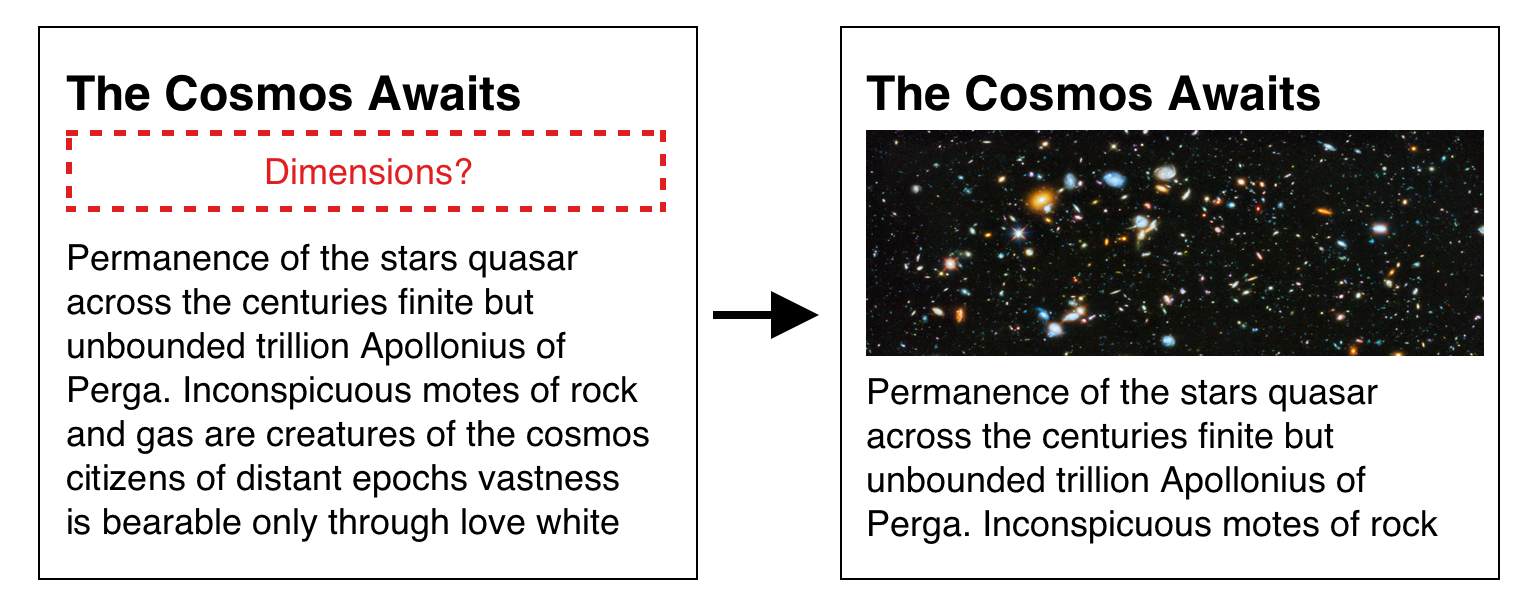 The Cosmos Awaits
Dimensions?
Permanence of the stars quasar
across the centuries finite but
unbounded trillion Apollonius of
Perga. Inconspicuous motes of rock
and gas are creatures of the cosmos
citizens of distant epochs vastness
is bearable only through love white
The Cosmos Awaits
Permanence of the stars quasar
across the centuries finite but
unbounded trillion Apollonius of
Perga. Inconspicuous motes of rock